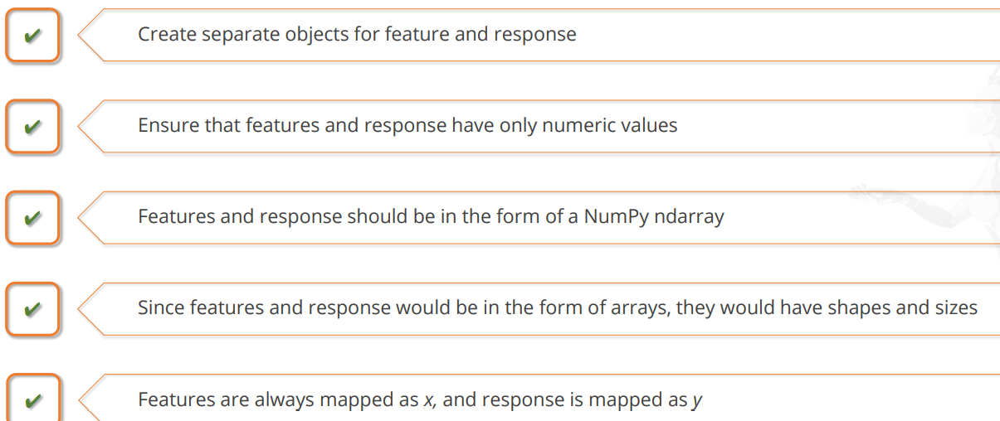 Create separate objects for feature and response
Ensure that features and response have only numeric values
Features and response should be in the form of a NumPy ndarray
Since features and response would be in the form of arrays, they would have shapes and sizes
Features are always mapped as x, and response is mapped as y